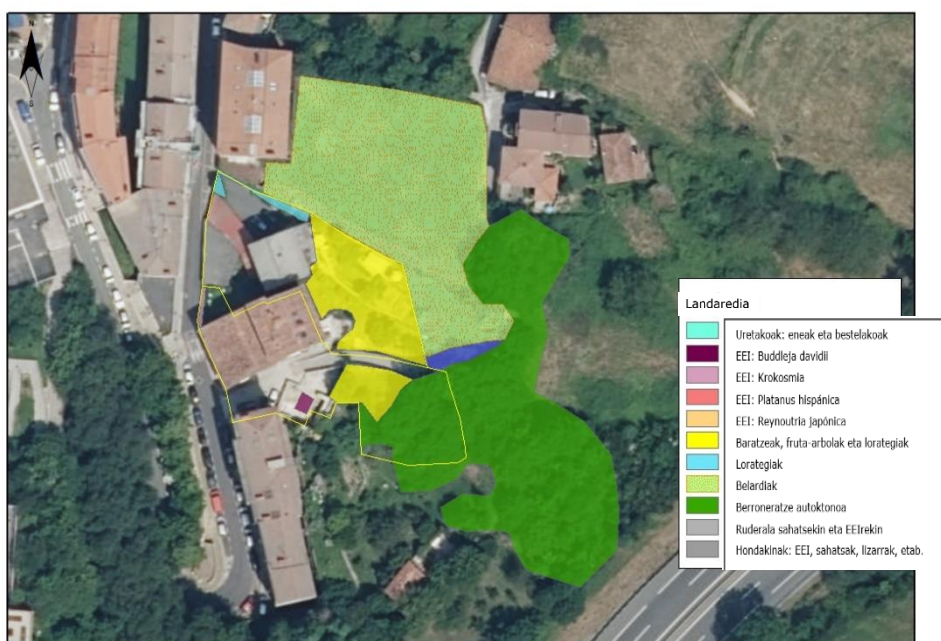 N
S
Landaredia
Uretakoak: eneak eta bestelakoak
EEI: Buddleja davidii
EEI: Krokosmia
EEI: Platanus hispánica
EEI: Reynoutria japónica
Baratzeak, fruta-arbolak eta lorategiak
Lorategiak
Belardiak
Berroneratze autoktonoa
Ruderala sahatsekin eta EEIrekin
Hondakinak: EEI, sahatsak, lizarrak, etab.